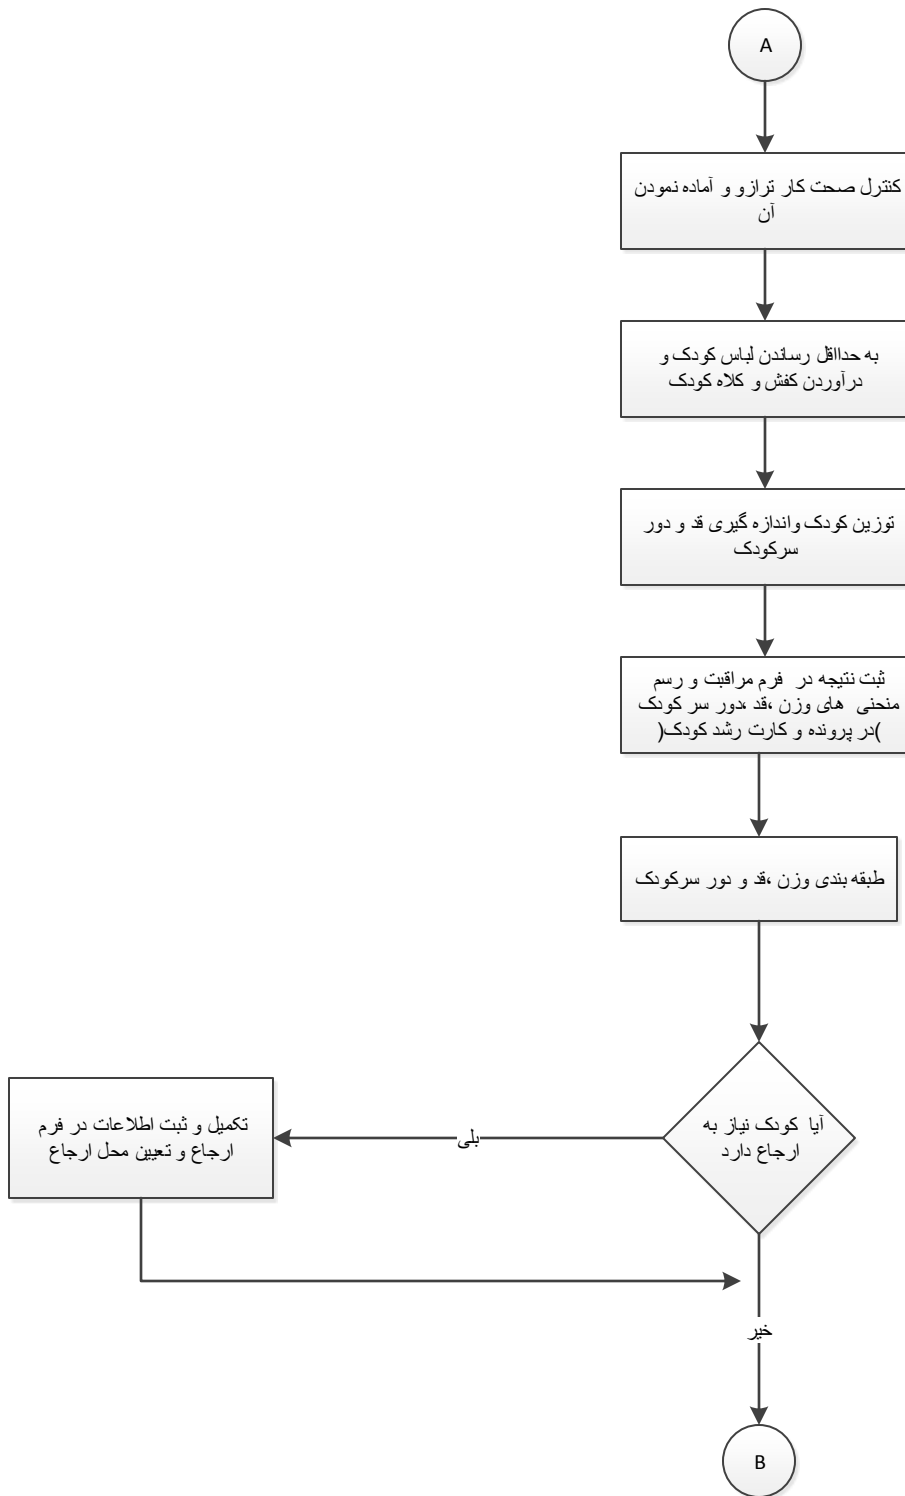 A
کنترل صحت کار ترازو و آماده نمودن
آن
به حدااقل رساندن لباس کودک و
درآوردن کفش و کلاه کودک
توزین کودک واندازه گیری قد و دور
سرکودک
ثبت نتیجه در فرم مراقبت و رسم
منحنی های وزن ،قد ،دور سر کودک
)در پرونده و کارت رشد کودک(
طبقه بندی وزن ،قد و دور سرکودک
آیا کودک نیاز به
ارجاع دارد
بلی
تکمیل و ثبت اطلاعات در فرم
ارجاع و تعیین محل ارجاع
خیر
B